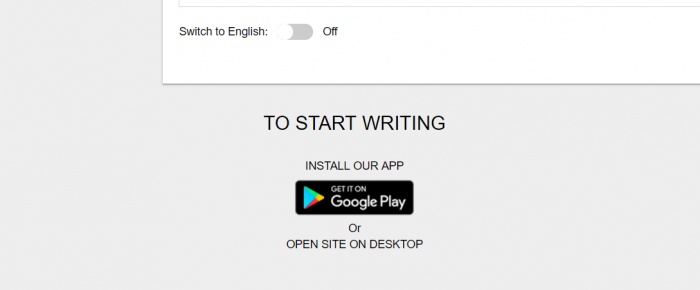 Switch to English: Off
TO START WRITING
INSTALL OUR APP
GET IT ON
Google Play
Or
OPEN SITE ON DESKTOP